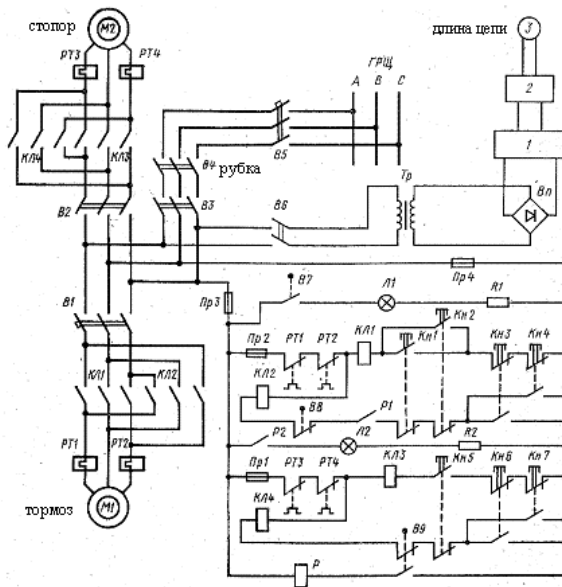 стопор
М2
длина цепи
3
РТ3
РТ4
ГРЩ
А В С
2
КЛ4
КЛ3
В5
1
В4
рубка
Тр
Вп
В2
В3
В6
Пр4
В7
Л1
R1
Пр3
В1
Кн2
Пр2
РТ1
РТ2
КЛ1
Кн1
Кн3
Кн4
КЛ1
КЛ2
КЛ2
В8
Р1
Р2
Л2
R2
РТ1
РТ2
Пр1
РТ3
РТ4
КЛ3
Кн5
Кн6
Кн7
КЛ4
тормоз
М1
В9
Р